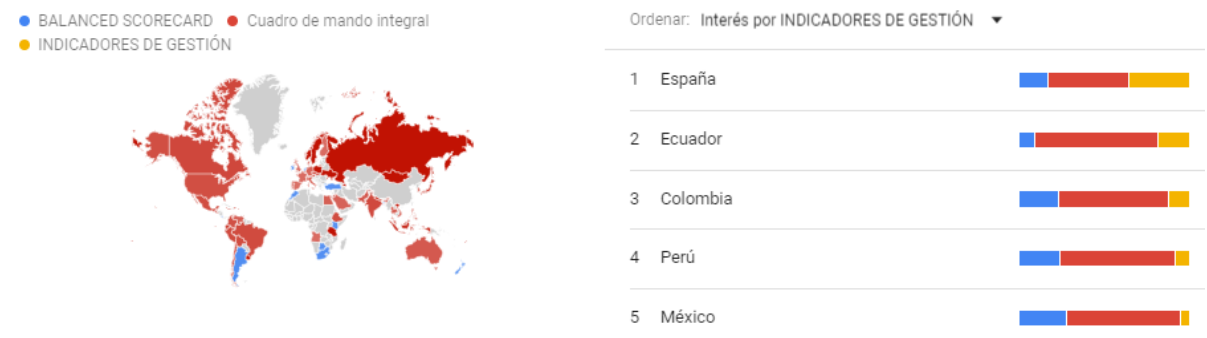 BALANCED SCORECARD Cuadro de mando integral
INDICADORES DE GESTIÓN
Ordenar: Interés por INDICADORES DE GESTIÓN
1 España
2 Ecuador
3 Colombia
4 Perú
5 México